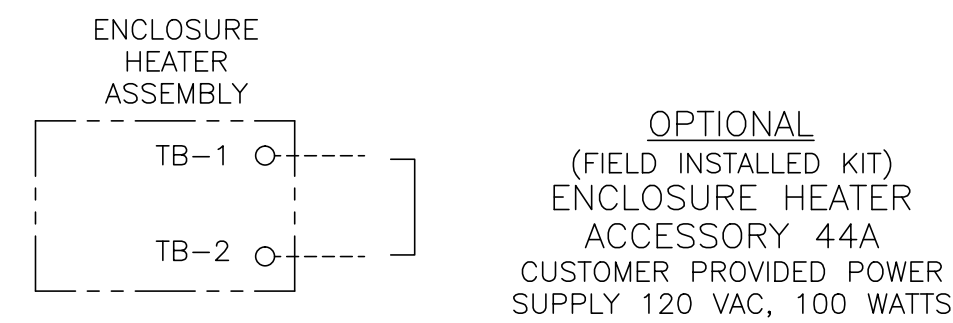 ENCLOSURE
HEATER
ASSEMBLY
TB-1
TB-2
OPTIONAL
(FIELD INSTALLED KIT)
ENCLOSURE HEATER
ACCESSORY 44A
CUSTOMER PROVIDED POWER
SUPPLY 120 VAC, 100 WATTS